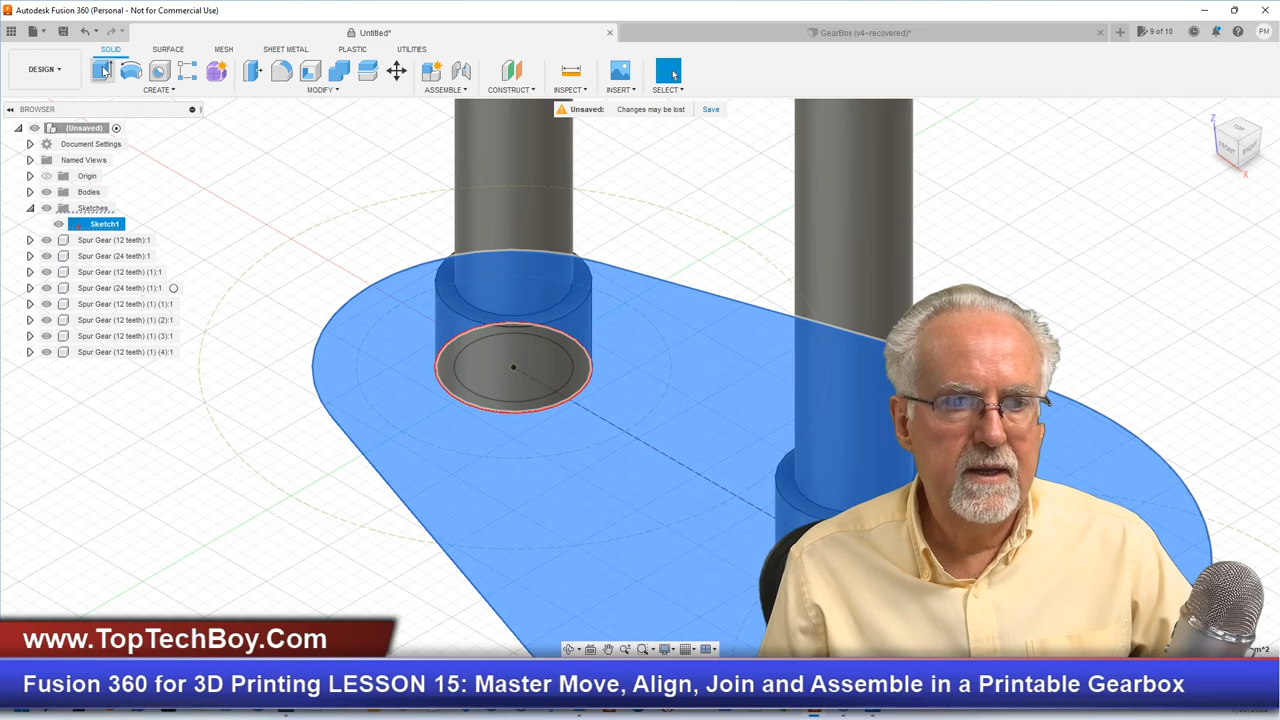 Autodesk Fusion 360 (Personal - Not for Commercial Use)
Untitled*
GearBox (v4~recovered)*
9 of 10
PM
DESIGN
SOLID
SURFACE
MESH
SHEET METAL
PLASTIC
UTILITIES
CREATE
MODIFY
ASSEMBLE
CONSTRUCT
INSPECT
INSERT
SELECT
BROWSER
Unsaved: Changes may be lost Save
(Unsaved)
Document Settings
Named Views
Origin
Bodies
Sketches
Sketch1
Spur Gear (12 teeth):1
Spur Gear (24 teeth):1
Spur Gear (12 teeth) (1):1
Spur Gear (24 teeth) (1):1
Spur Gear (12 teeth) (1) (1):1
Spur Gear (12 teeth) (1) (2):1
Spur Gear (12 teeth) (1) (3):1
Spur Gear (12 teeth) (1) (4):1
Z
TOP
FRONT
RIGHT
X
www.TopTechBoy.Com
Fusion 360 for 3D Printing LESSON 15: Master Move, Align, Join and Assemble in a Printable Gearbox